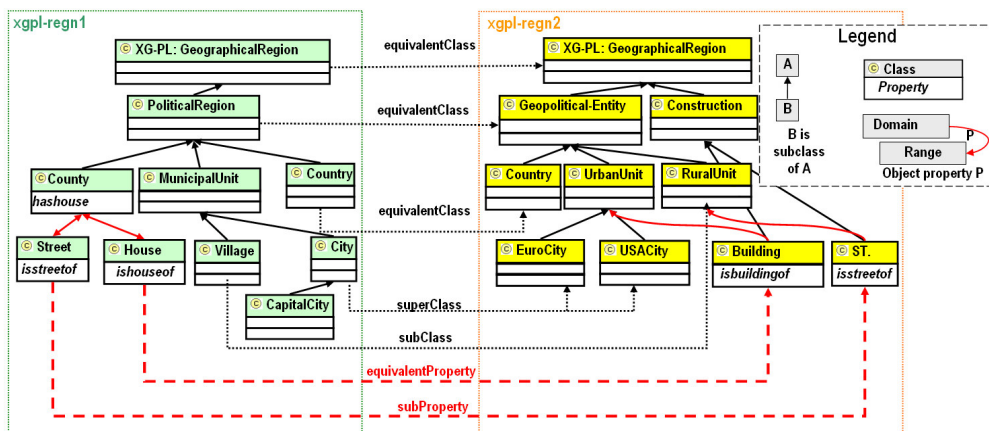 xgpl-regn1
xgpl-regn2
Legend
C XG-PL: GeographicalRegion
equivalentClass
C XG-PL: GeographicalRegion
A
C Class
Property
B
C PoliticalRegion
equivalentClass
C Geopolitical-Entity
C Construction
B is
subclass
of A
Domain
P
Range
Object property P
C County
hashouse
C MunicipalUnit
C Country
C Country
C UrbanUnit
C RuralUnit
equivalentClass
C Street
isstreetof
C House
ishouseof
C Village
C City
C EuroCity
C USACity
C Building
isbuildingof
C ST.
isstreetof
C CapitalCity
superClass
subClass
equivalentProperty
subProperty